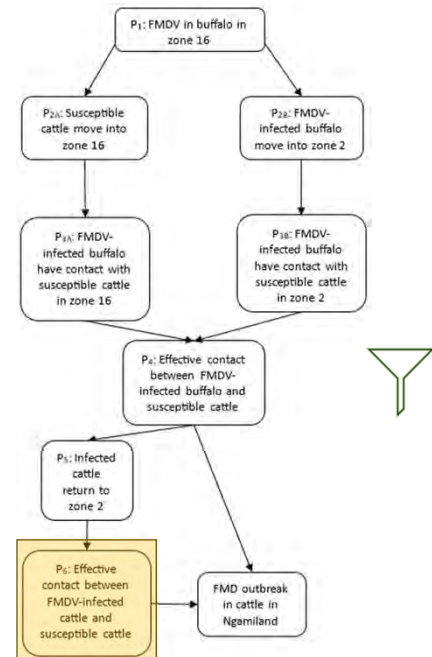 P1: FMDV in buffalo in
zone 16
P2A: Susceptible
cattle move into
zone 16
P2B: FMDV-
infected buffalo
move into zone 2
P3A: FMDV-
infected buffalo
have contact with
susceptible cattle
in zone 16
P3B: FMDV-
infected buffalo
have contact with
susceptible cattle
in zone 2
P4: Effective contact
between FMDV-
infected buffalo and
susceptible cattle
P5: Infected
cattle
return to
zone 2
P6: Effective
contact between
FMDV-infected
cattle and
susceptible cattle
FMD outbreak
in cattle in
Ngamiland